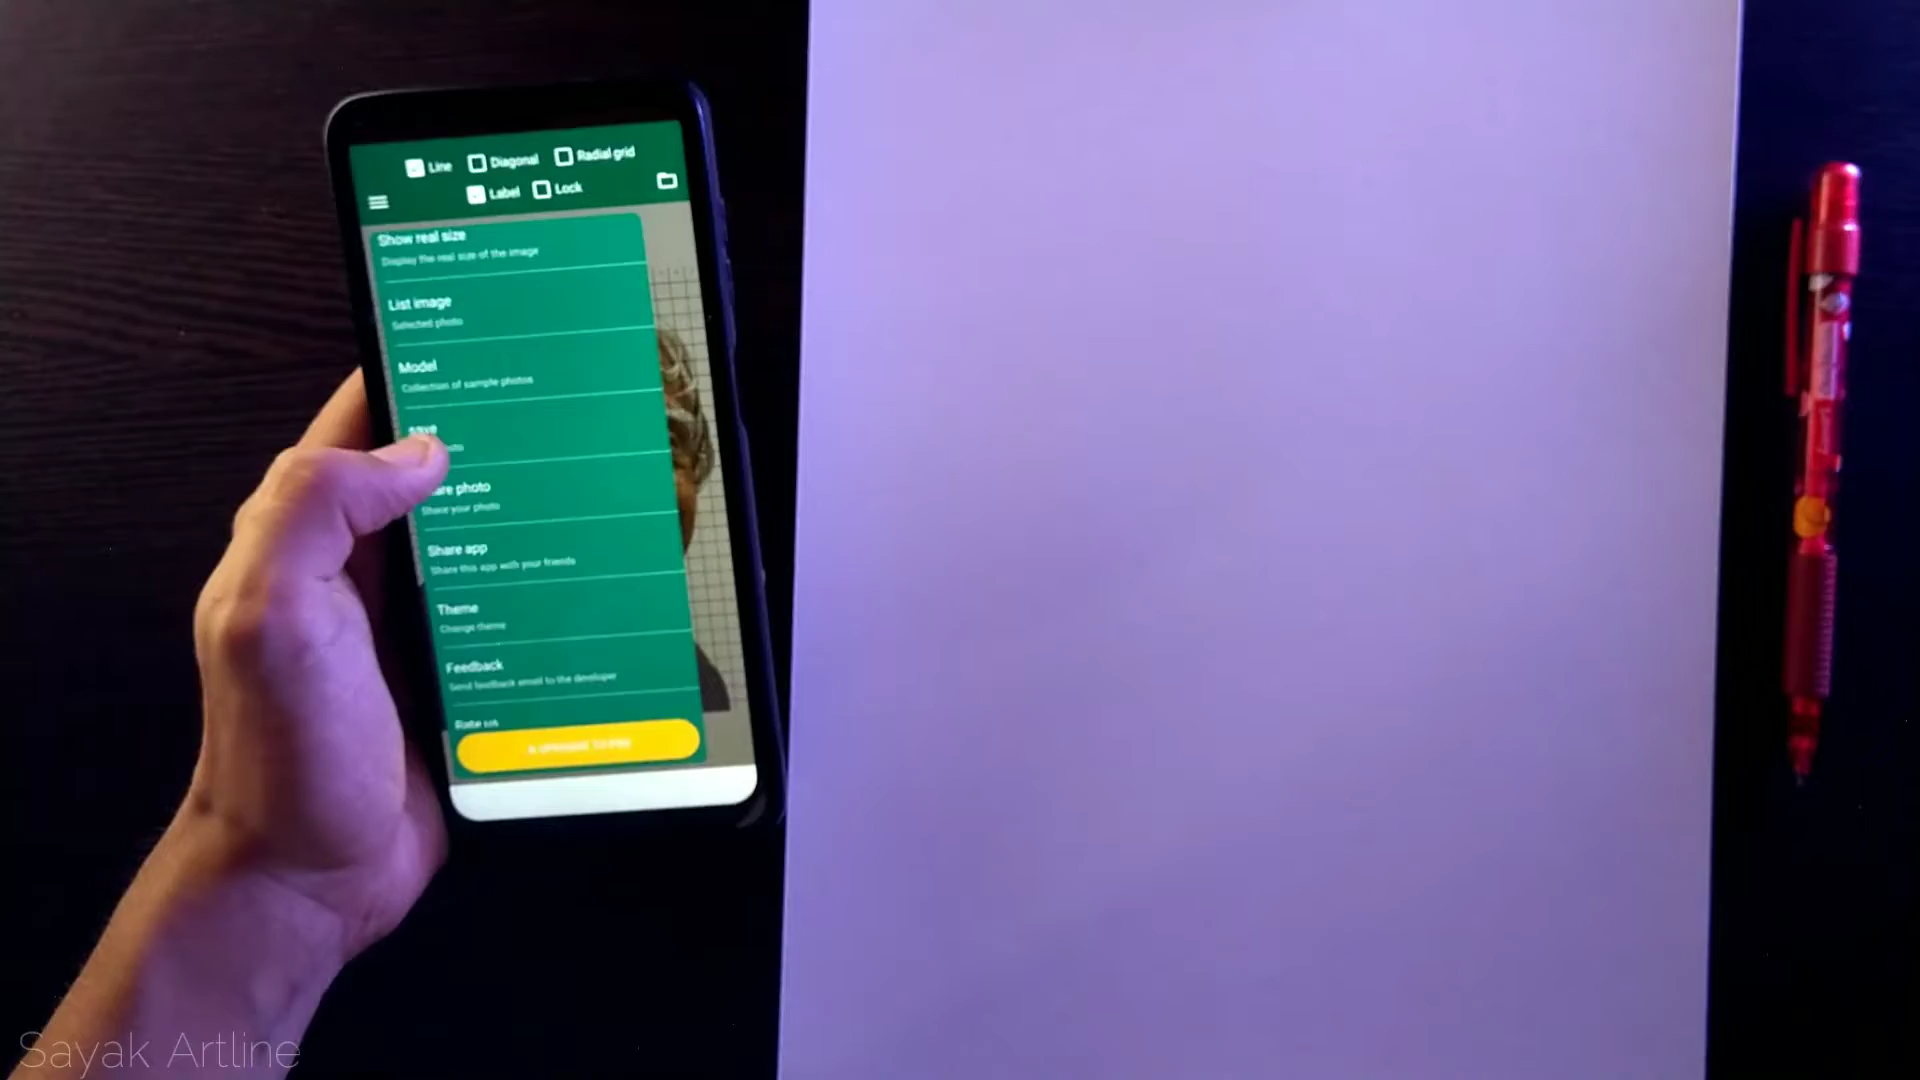 Line Diagonal Radial grid
Label Lock
Show real size
Display the real size of the image
List image
Selected photo
Model
Collection of sample photos
save
are photo
Share your photo
Share app
Share this app with your friends
Theme
Change theme
Feedback
Send feedback email to the developer
Rate us
Sayak Artline